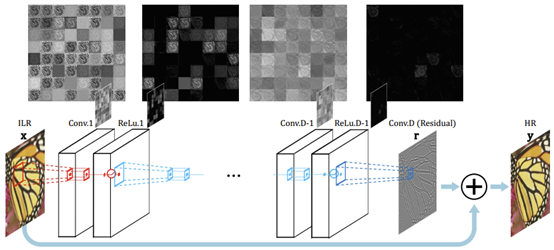 ILR
x
Conv.1
ReLu.1
Conv.D-1
ReLu.D-1
Conv.D (Residual)
r
HR
y
...